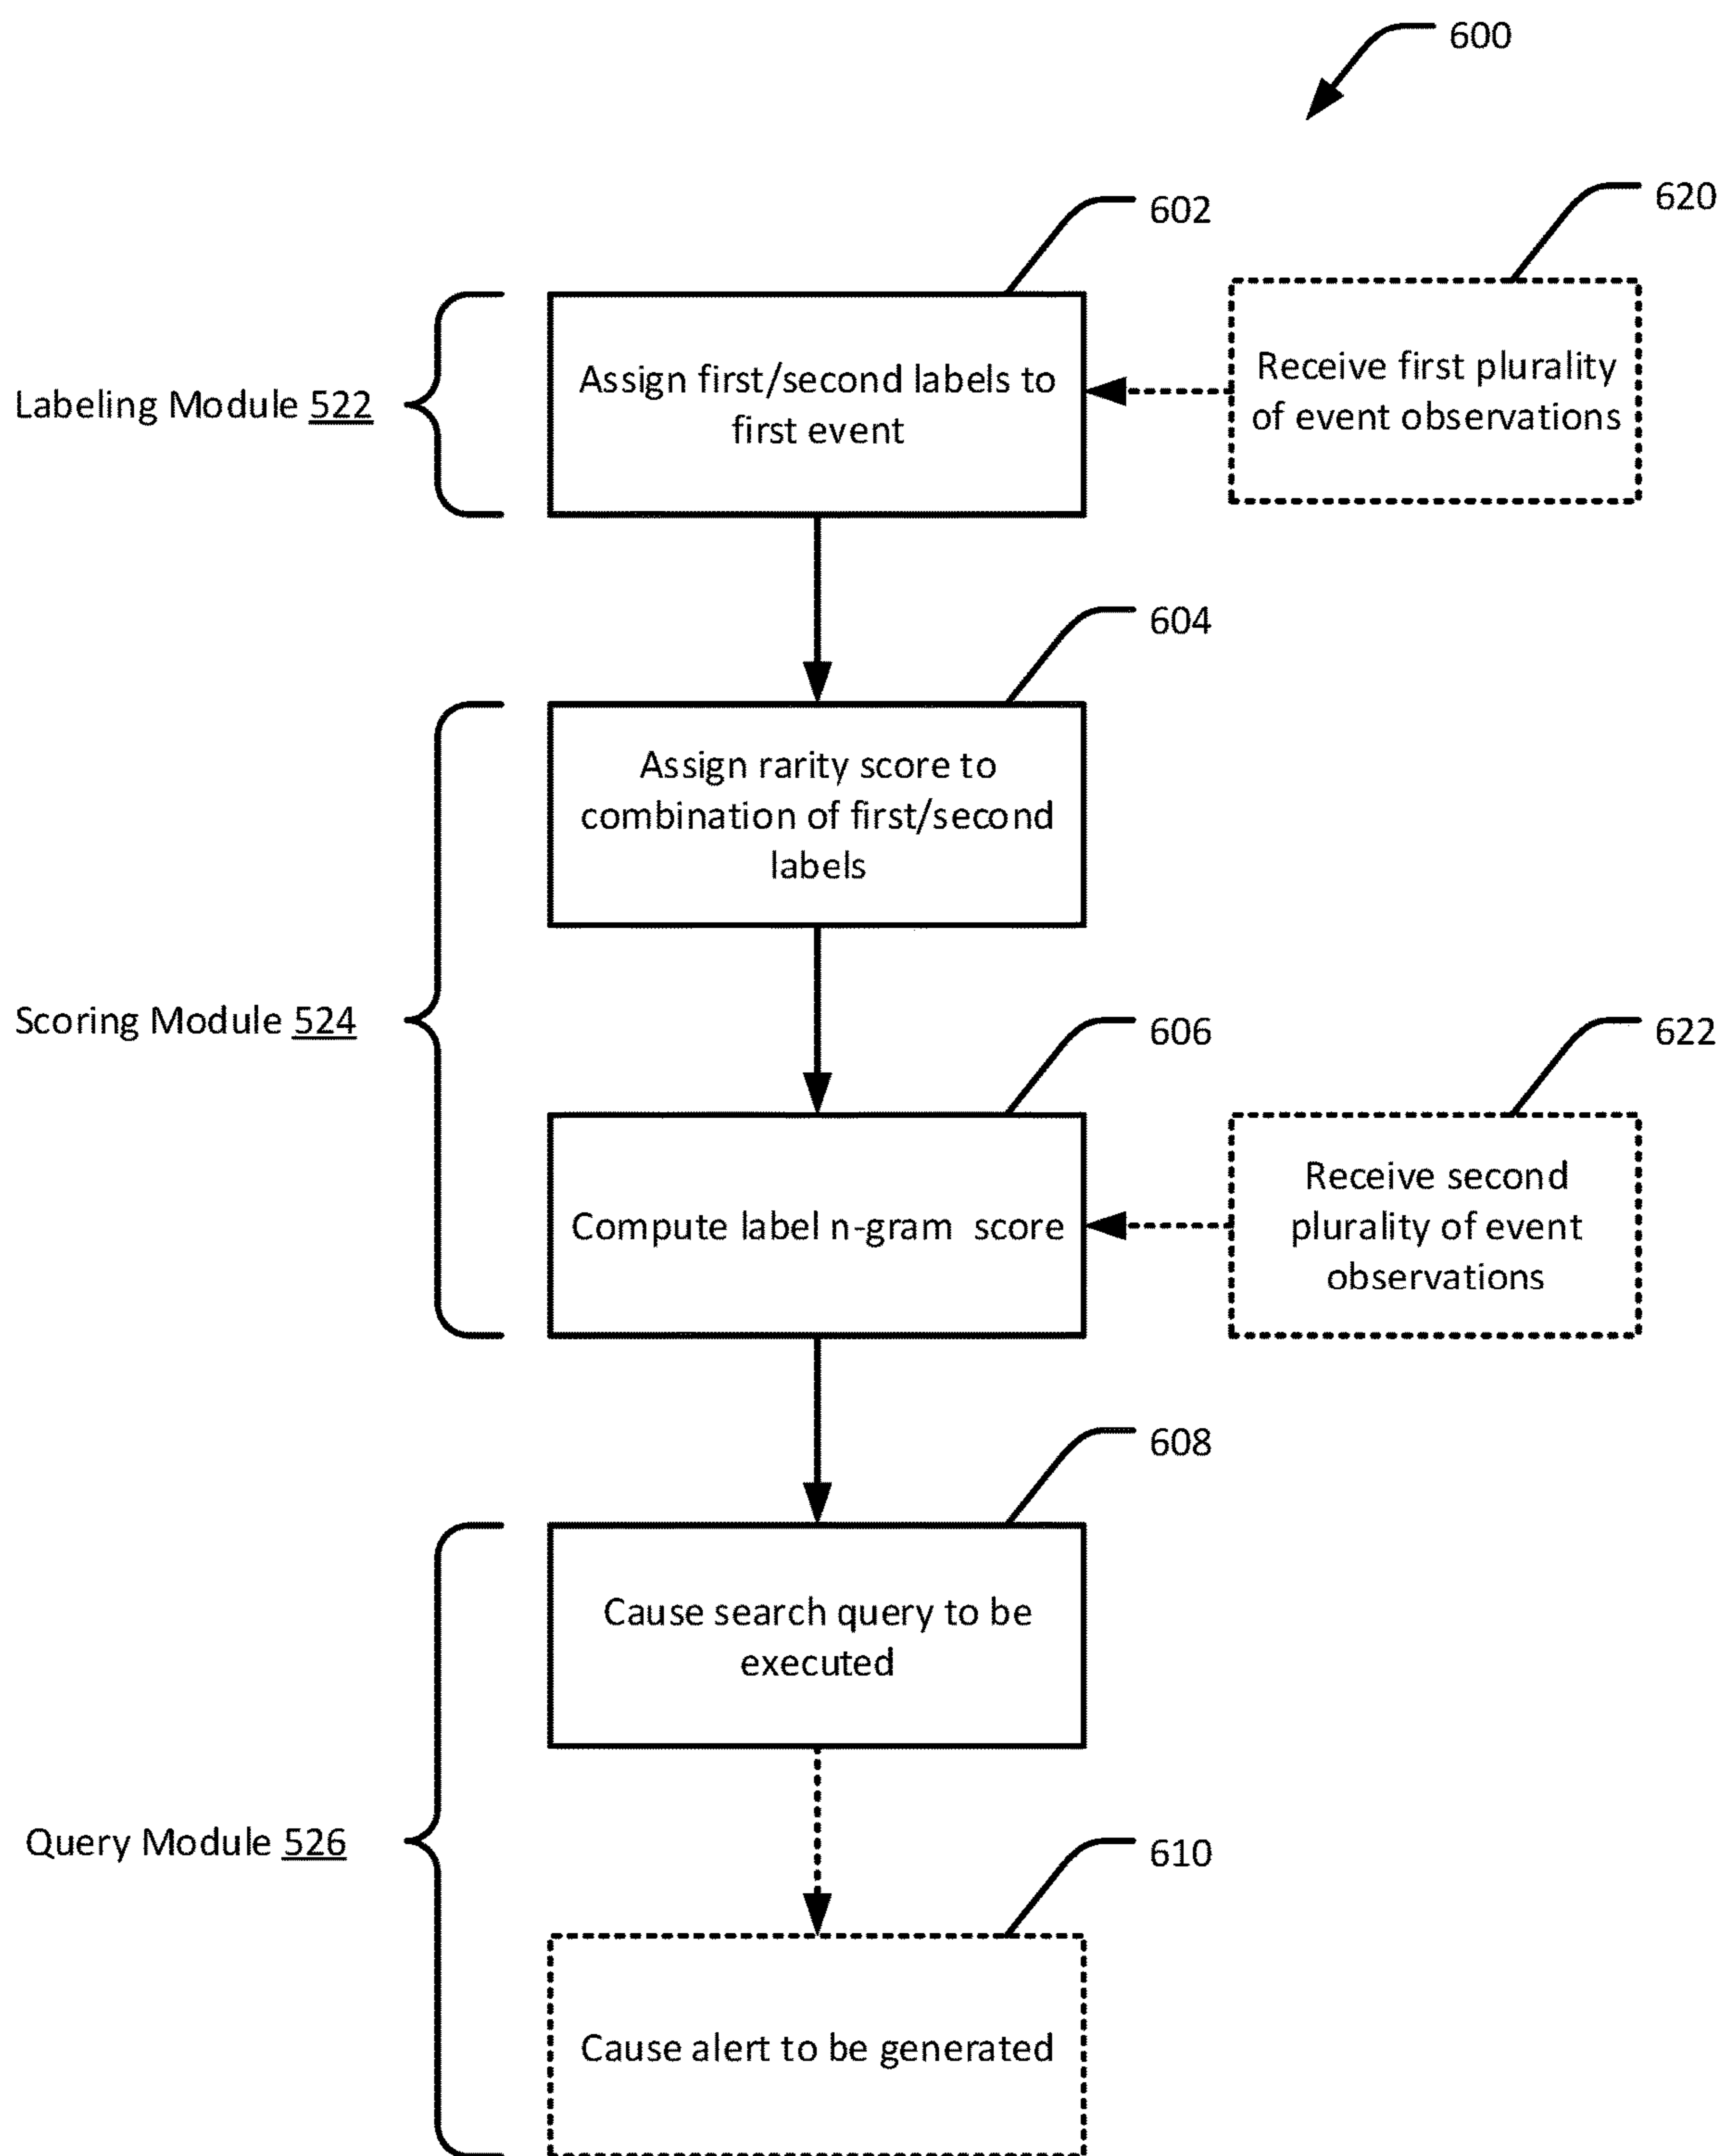 600
602
620
Labeling Module 522
Assign first/second labels to
first event
Receive first plurality
of event observations
604
Assign rarity score to
combination of first/second
labels
Scoring Module 524
606
622
Compute label n-gram  score
Receive second
plurality of event
observations
608
Cause search query to be
executed
Query Module 526
610
Cause alert to be generated